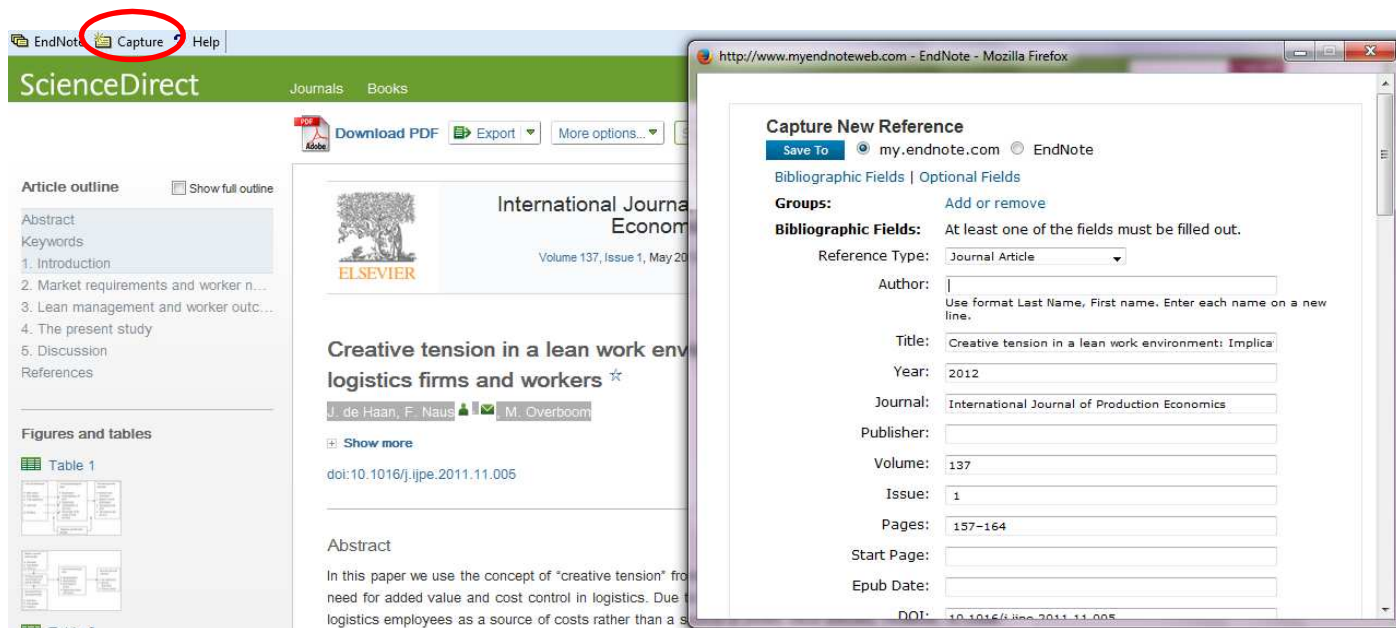 EndNote Capture ? Help
ScienceDirect
Journals Books
PDF
Adobe
Download PDF Export More options...
Article outline Show full outline
Abstract
Keywords
1. Introduction
2. Market requirements and worker n...
3. Lean management and worker outc...
4. The present study
5. Discussion
References
Figures and tables
Table 1
ELSEVIER
International Journa
Econom
Volume 137, Issue 1, May 20
Creative tension in a lean work env
logistics firms and workers
J. de Haan, F. Naus, M. Overboom
Show more
doi:10.1016/j.ijpe.2011.11.005
Abstract
In this paper we use the concept of "creative tension" fro
need for added value and cost control in logistics. Due
logistics employees as a source of costs rather than a s
http://www.myendnoteweb.com - EndNote - Mozilla Firefox
Capture New Reference
Save To my.endnote.com EndNote
Bibliographic Fields | Optional Fields
Groups: Add or remove
Bibliographic Fields: At least one of the fields must be filled out.
Reference Type: Journal Article
Author:
Use format Last Name, First name. Enter each name on a new
line.
Title: Creative tension in a lean work environment: Implica
Year: 2012
Journal: International Journal of Production Economics
Publisher:
Volume: 137
Issue: 1
Pages: 157–164
Start Page:
Epub Date:
DOI: 10.1016/j.ijpe.2011.11.005